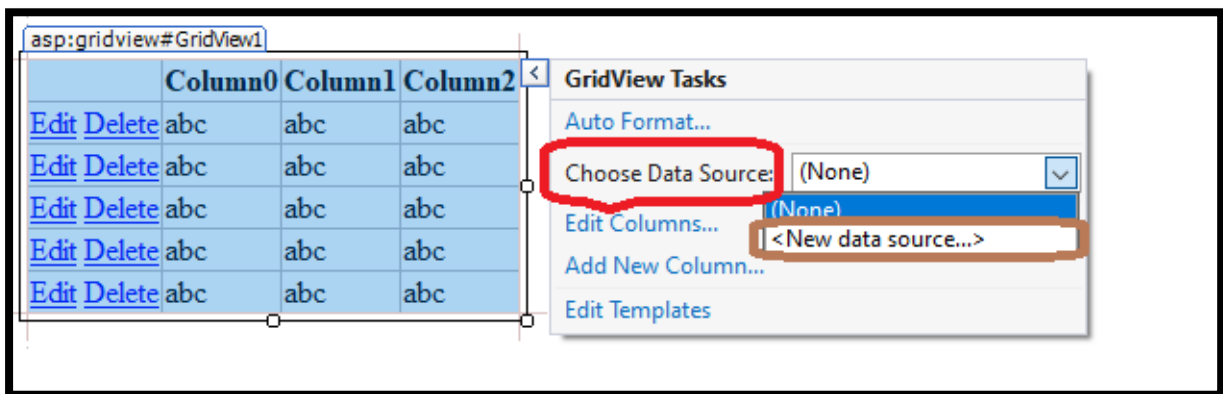 asp:gridview#GridView1
Column0 Column1 Column2
Edit Delete abc abc abc
Edit Delete abc abc abc
Edit Delete abc abc abc
Edit Delete abc abc abc
Edit Delete abc abc abc
<
GridView Tasks
Auto Format...
Choose Data Source: (None)
(None)
<New data source...>
Edit Columns...
Add New Column...
Edit Templates